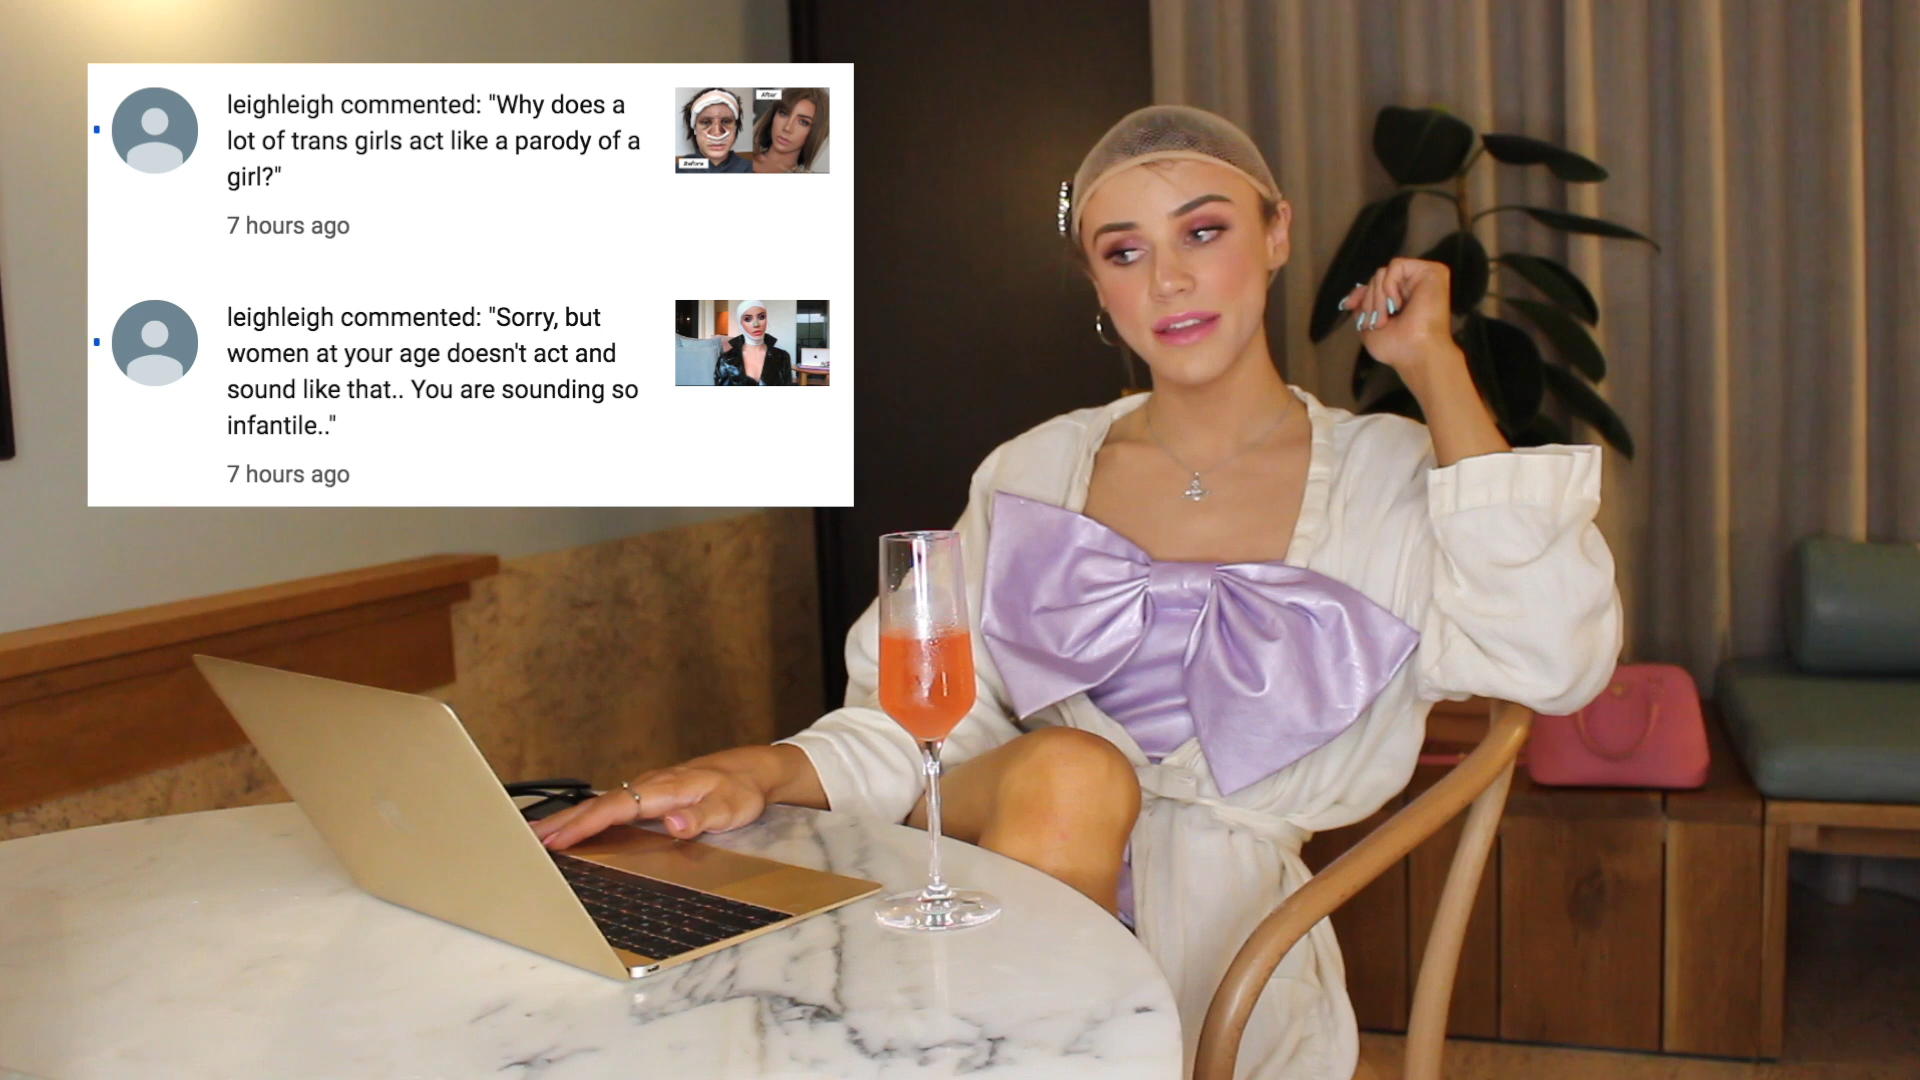 leighleigh commented: "Why does a
lot of trans girls act like a parody of a
girl?"
7 hours ago
After
Before
leighleigh commented: "Sorry, but
women at your age doesn't act and
sound like that.. You are sounding so
infantile.."
7 hours ago